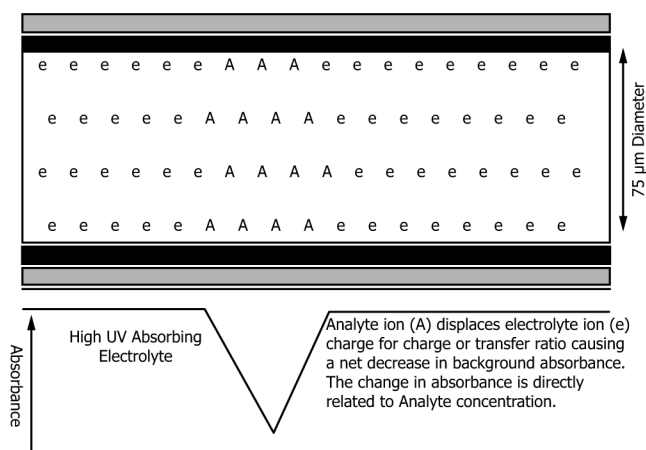 e e e e e e A A A e e e e e e e e
e e e e e A A A A e e e e e e e
e e e e e e A A A A e e e e e e e
e e e e e A A A A e e e e e e e
75 µm Diameter
High UV Absorbing
Electrolyte
Analyte ion (A) displaces electrolyte ion (e)
charge for charge or transfer ratio causing
a net decrease in background absorbance.
The change in absorbance is directly
related to Analyte concentration.
Absorbance